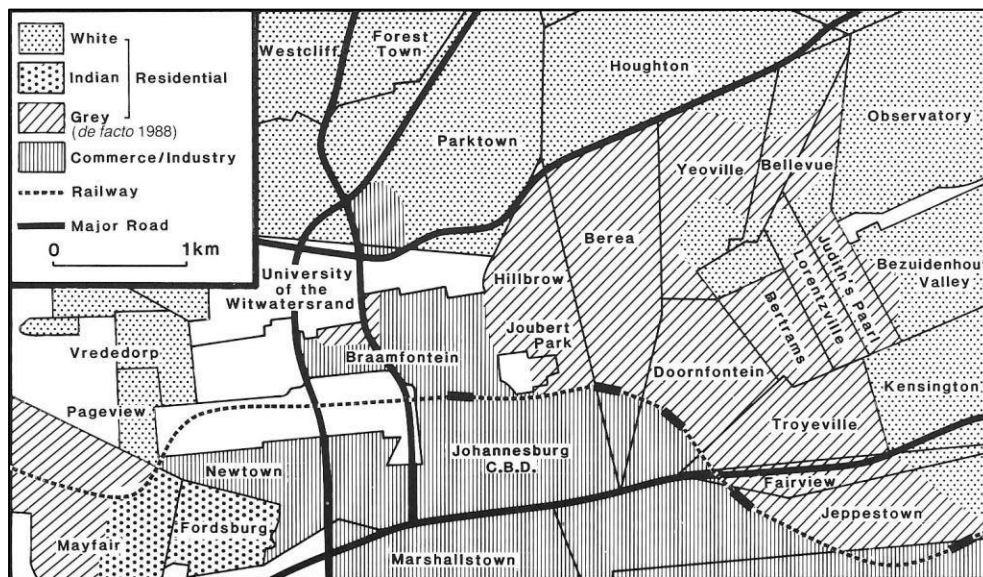 White
Indian
Residential
Grey
(de facto 1988)
Commerce/Industry
Railway
Major Road
0
1km
Westcliff
Forest
Town
Houghton
Observatory
Parktown
Yeoville
Bellevue
Berea
University
of the
Witwatersrand
Hillbrow
Judith's Paarl
Lorentzville
Bertrams
Bezuidenhout
Valley
Joubert
Park
Vrededorp
Braamfontein
Doornfontein
Kensington
Pageview
Troyeville
Newtown
Johannesburg
C.B.D.
Fairview
Jeppestown
Fordsburg
Mayfair
Marshallstown